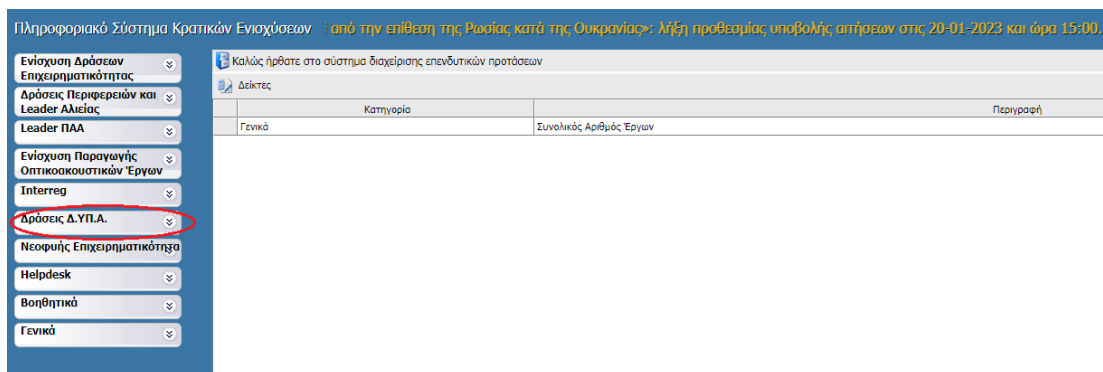 Πληροφοριακό Σύστημα Κρατικών Ενισχύσεων από την επίθεση της Ρωσίας κατά της Ουκρανίας»: λήξη προθεσμίας υποβολής αιτήσεων στις 20-01-2023 και ώρα 15:00.
Ενίσχυση Δράσεων
Επιχειρηματικότητας
Δράσεις Περιφερειών και
Leader Αλιείας
Leader ΠΑΑ
Ενίσχυση Παραγωγής
Οπτικοακουστικών Έργων
Interreg
Δράσεις Δ.ΥΠ.Α.
Νεοφυής Επιχειρηματικότητα
Helpdesk
Βοηθητικά
Γενικά
Καλώς ήρθατε στο σύστημα διαχείρισης επενδυτικών προτάσεων
Δείκτες
Κατηγορία Περιγραφή
Γενικά Συνολικός Αριθμός Έργων